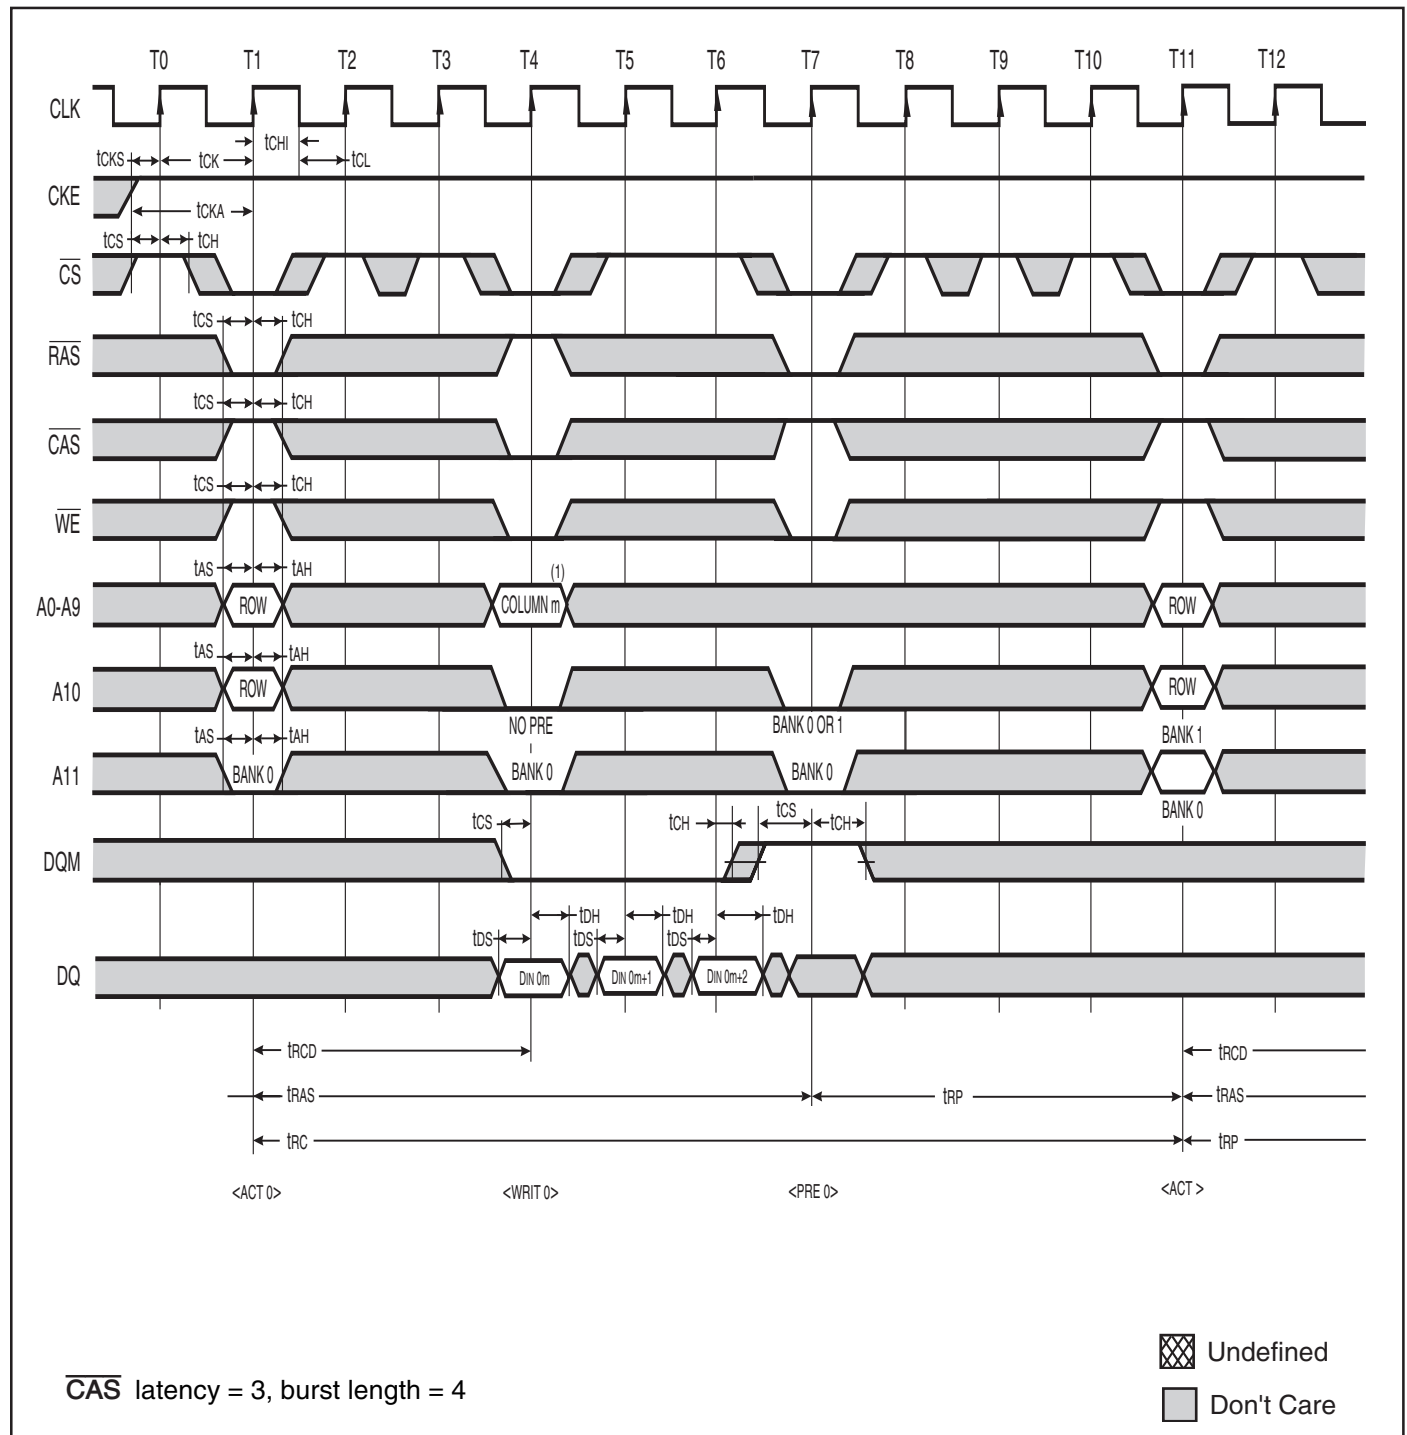 T0 T1 T2 T3 T4 T5 T6 T7 T8 T9 T10 T11 T12
CLK
tCHI
tCKS tCK tCL
CKE
tCKA
tCS tCH
CS
tCS tCH
RAS
tCS tCH
CAS
tCS tCH
WE
tAS tAH (1)
A0-A9 ROW COLUMN m ROW
tAS tAH
A10 ROW ROW
NO PRE BANK 0 OR 1 BANK 1
tAS tAH
A11 BANK 0 BANK 0 BANK 0
BANK 0
tCS tCH tCS tCH
DQM
tDH tDH tDH
tDS tDS tDS
DQ DIN 0m DIN 0m+1 DIN 0m+2
tRCD tRCD
tRAS tRP tRAS
tRC tRP
<ACT 0> <WRIT 0> <PRE 0> <ACT >
Undefined
CAS latency = 3, burst length = 4
Don't Care